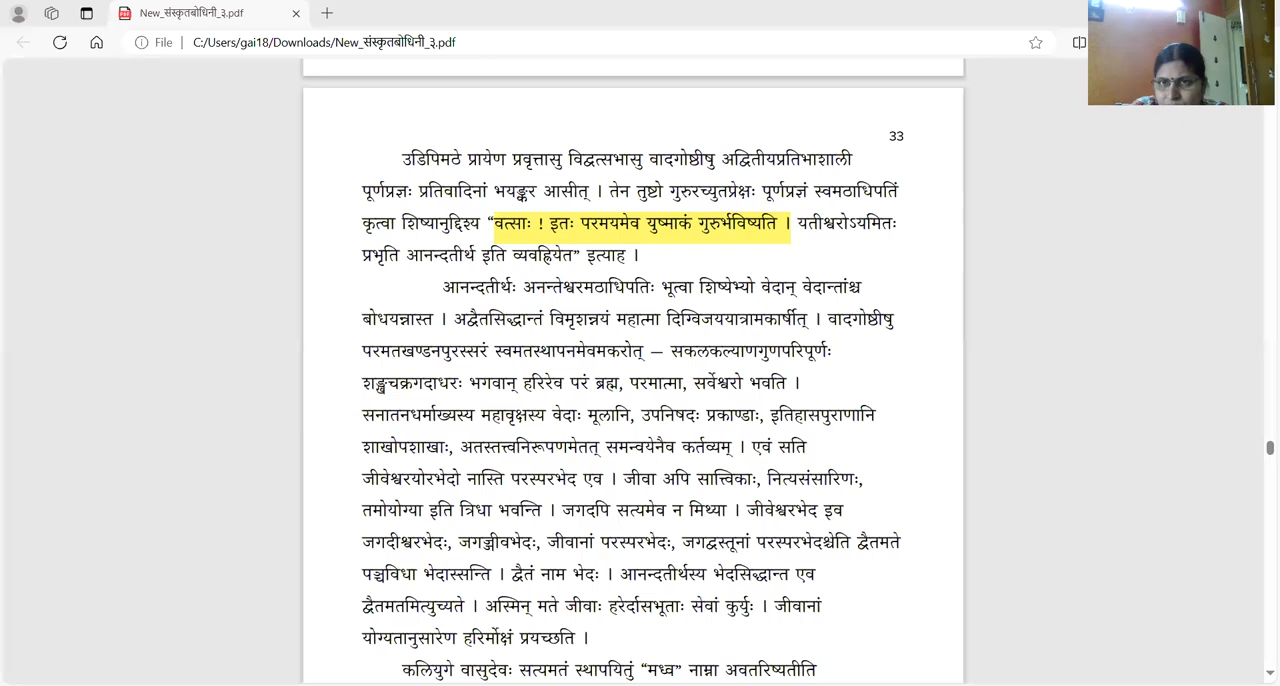 New_संस्कृतबोधिनी_३.pdf
File | C:/Users/gai18/Downloads/New_संस्कृतबोधिनी_३.pdf
33
उडिपिमठे प्रायेण प्रवृत्तासु विद्वत्सभासु वादगोष्ठीषु अद्वितीयप्रतिभाशाली
पूर्णप्रज्ञः प्रतिवादिनां भयङ्कर आसीत् । तेन तुष्टो गुरुरच्युतप्रेक्षः पूर्णप्रज्ञं स्वमठाधिपतिं
कृत्वा शिष्यानुद्दिश्य “वत्साः ! इतः परमयमेव युष्माकं गुरुर्भविष्यति । यतीश्वरोऽयमितः
प्रभृति आनन्दतीर्थ इति व्यवह्रियेत” इत्याह ।
आनन्दतीर्थः अनन्तेश्वरमठाधिपतिः भूत्वा शिष्येभ्यो वेदान् वेदान्तांश्च
बोधयन्नास्त । अद्वैतसिद्धान्तं विमृशन्नयं महात्मा दिग्विजययात्रामकार्षीत् । वादगोष्ठीषु
परमतखण्डनपुरस्सरं स्वमतस्थापनमेवमकरोत् – सकलकल्याणगुणपरिपूर्णः
शङ्खचक्रगदाधरः भगवान् हरिरेव परं ब्रह्म, परमात्मा, सर्वेश्वरो भवति ।
सनातनधर्माख्यस्य महावृक्षस्य वेदाः मूलानि, उपनिषदः प्रकाण्डाः, इतिहासपुराणानि
शाखोपशाखाः, अतस्तत्त्वनिरूपणमेतत् समन्वयेनैव कर्तव्यम् । एवं सति
जीवेश्वरयोरभेदो नास्ति परस्परभेद एव । जीवा अपि सात्त्विकाः, नित्यसंसारिणः,
तमोयोग्या इति त्रिधा भवन्ति । जगदपि सत्यमेव न मिथ्या । जीवेश्वरभेद इव
जगदीश्वरभेदः, जगज्जीवभेदः, जीवानां परस्परभेदः, जगद्वस्तूनां परस्परभेदश्चेति द्वैतमते
पञ्चविधा भेदास्सन्ति । द्वैतं नाम भेदः । आनन्दतीर्थस्य भेदसिद्धान्त एव
द्वैतमतमित्युच्यते । अस्मिन् मते जीवाः हरेर्दासभूताः सेवां कुर्युः । जीवानां
योग्यतानुसारेण हरिर्मोक्षं प्रयच्छति ।
कलियुगे वासुदेवः सत्यमतं स्थापयितुं “मध्व” नाम्ना अवतरिष्यतीति